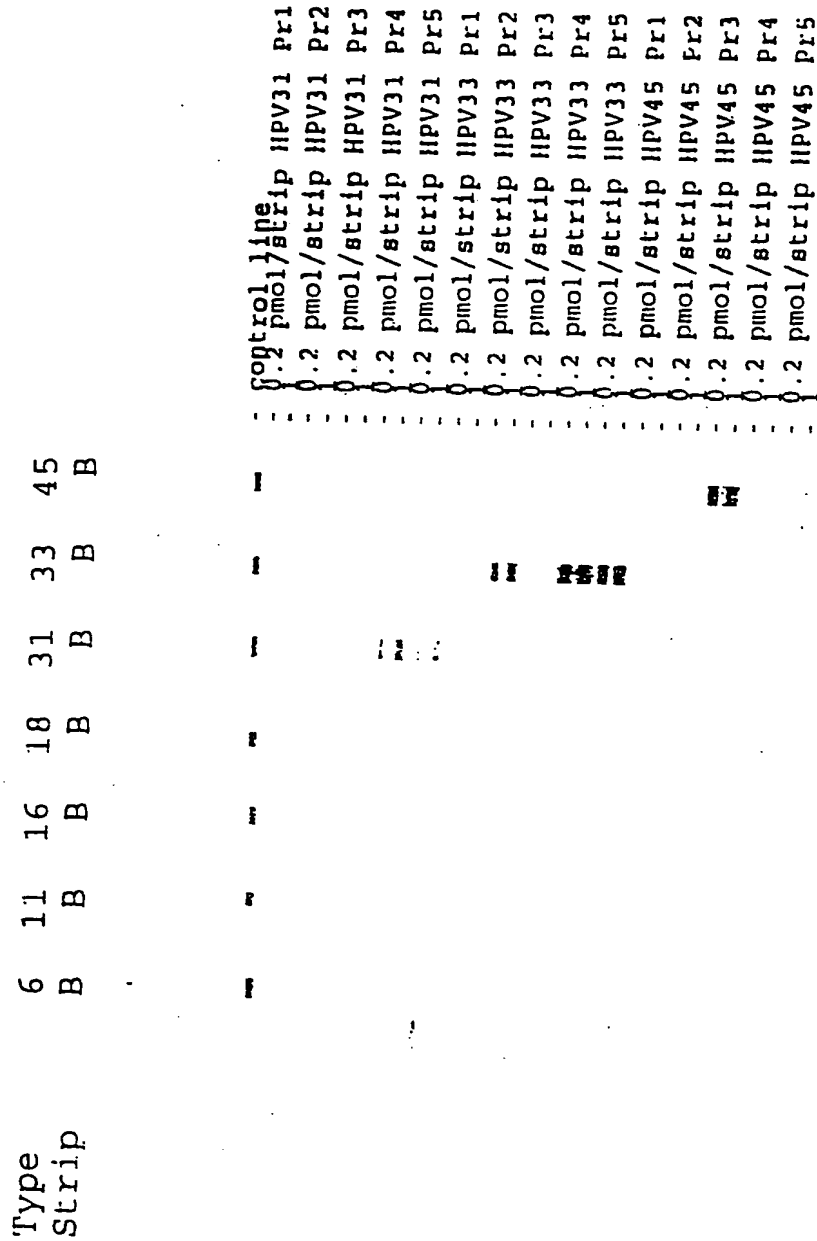 Type 6 11 16 18 31 33 45
Strip B B B B B B B
control line
0.2 pmol/strip HPV31 Pr1
0.2 pmol/strip HPV31 Pr2
0.2 pmol/strip HPV31 Pr3
0.2 pmol/strip HPV31 Pr4
0.2 pmol/strip HPV31 Pr5
0.2 pmol/strip HPV33 Pr1
0.2 pmol/strip HPV33 Pr2
0.2 pmol/strip HPV33 Pr3
0.2 pmol/strip HPV33 Pr4
0.2 pmol/strip HPV33 Pr5
0.2 pmol/strip HPV45 Pr1
0.2 pmol/strip HPV45 Pr2
0.2 pmol/strip HPV45 Pr3
0.2 pmol/strip HPV45 Pr4
0.2 pmol/strip HPV45 Pr5